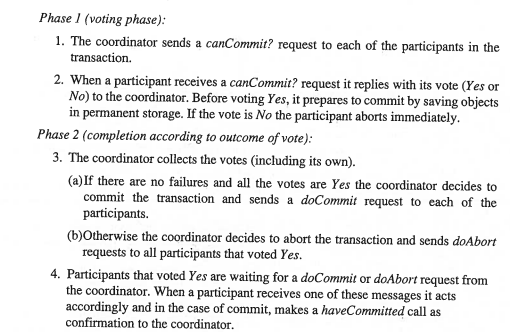 Phase 1 (voting phase):
1. The coordinator sends a canCommit? request to each of the participants in the
transaction.
2. When a participant receives a canCommit? request it replies with its vote (Yes or
No) to the coordinator. Before voting Yes, it prepares to commit by saving objects
in permanent storage. If the vote is No the participant aborts immediately.
Phase 2 (completion according to outcome of vote):
3. The coordinator collects the votes (including its own).
(a)If there are no failures and all the votes are Yes the coordinator decides to
commit the transaction and sends a doCommit request to each of the
participants.
(b)Otherwise the coordinator decides to abort the transaction and sends doAbort
requests to all participants that voted Yes.
4. Participants that voted Yes are waiting for a doCommit or doAbort request from
the coordinator. When a participant receives one of these messages it acts
accordingly and in the case of commit, makes a haveCommitted call as
confirmation to the coordinator.